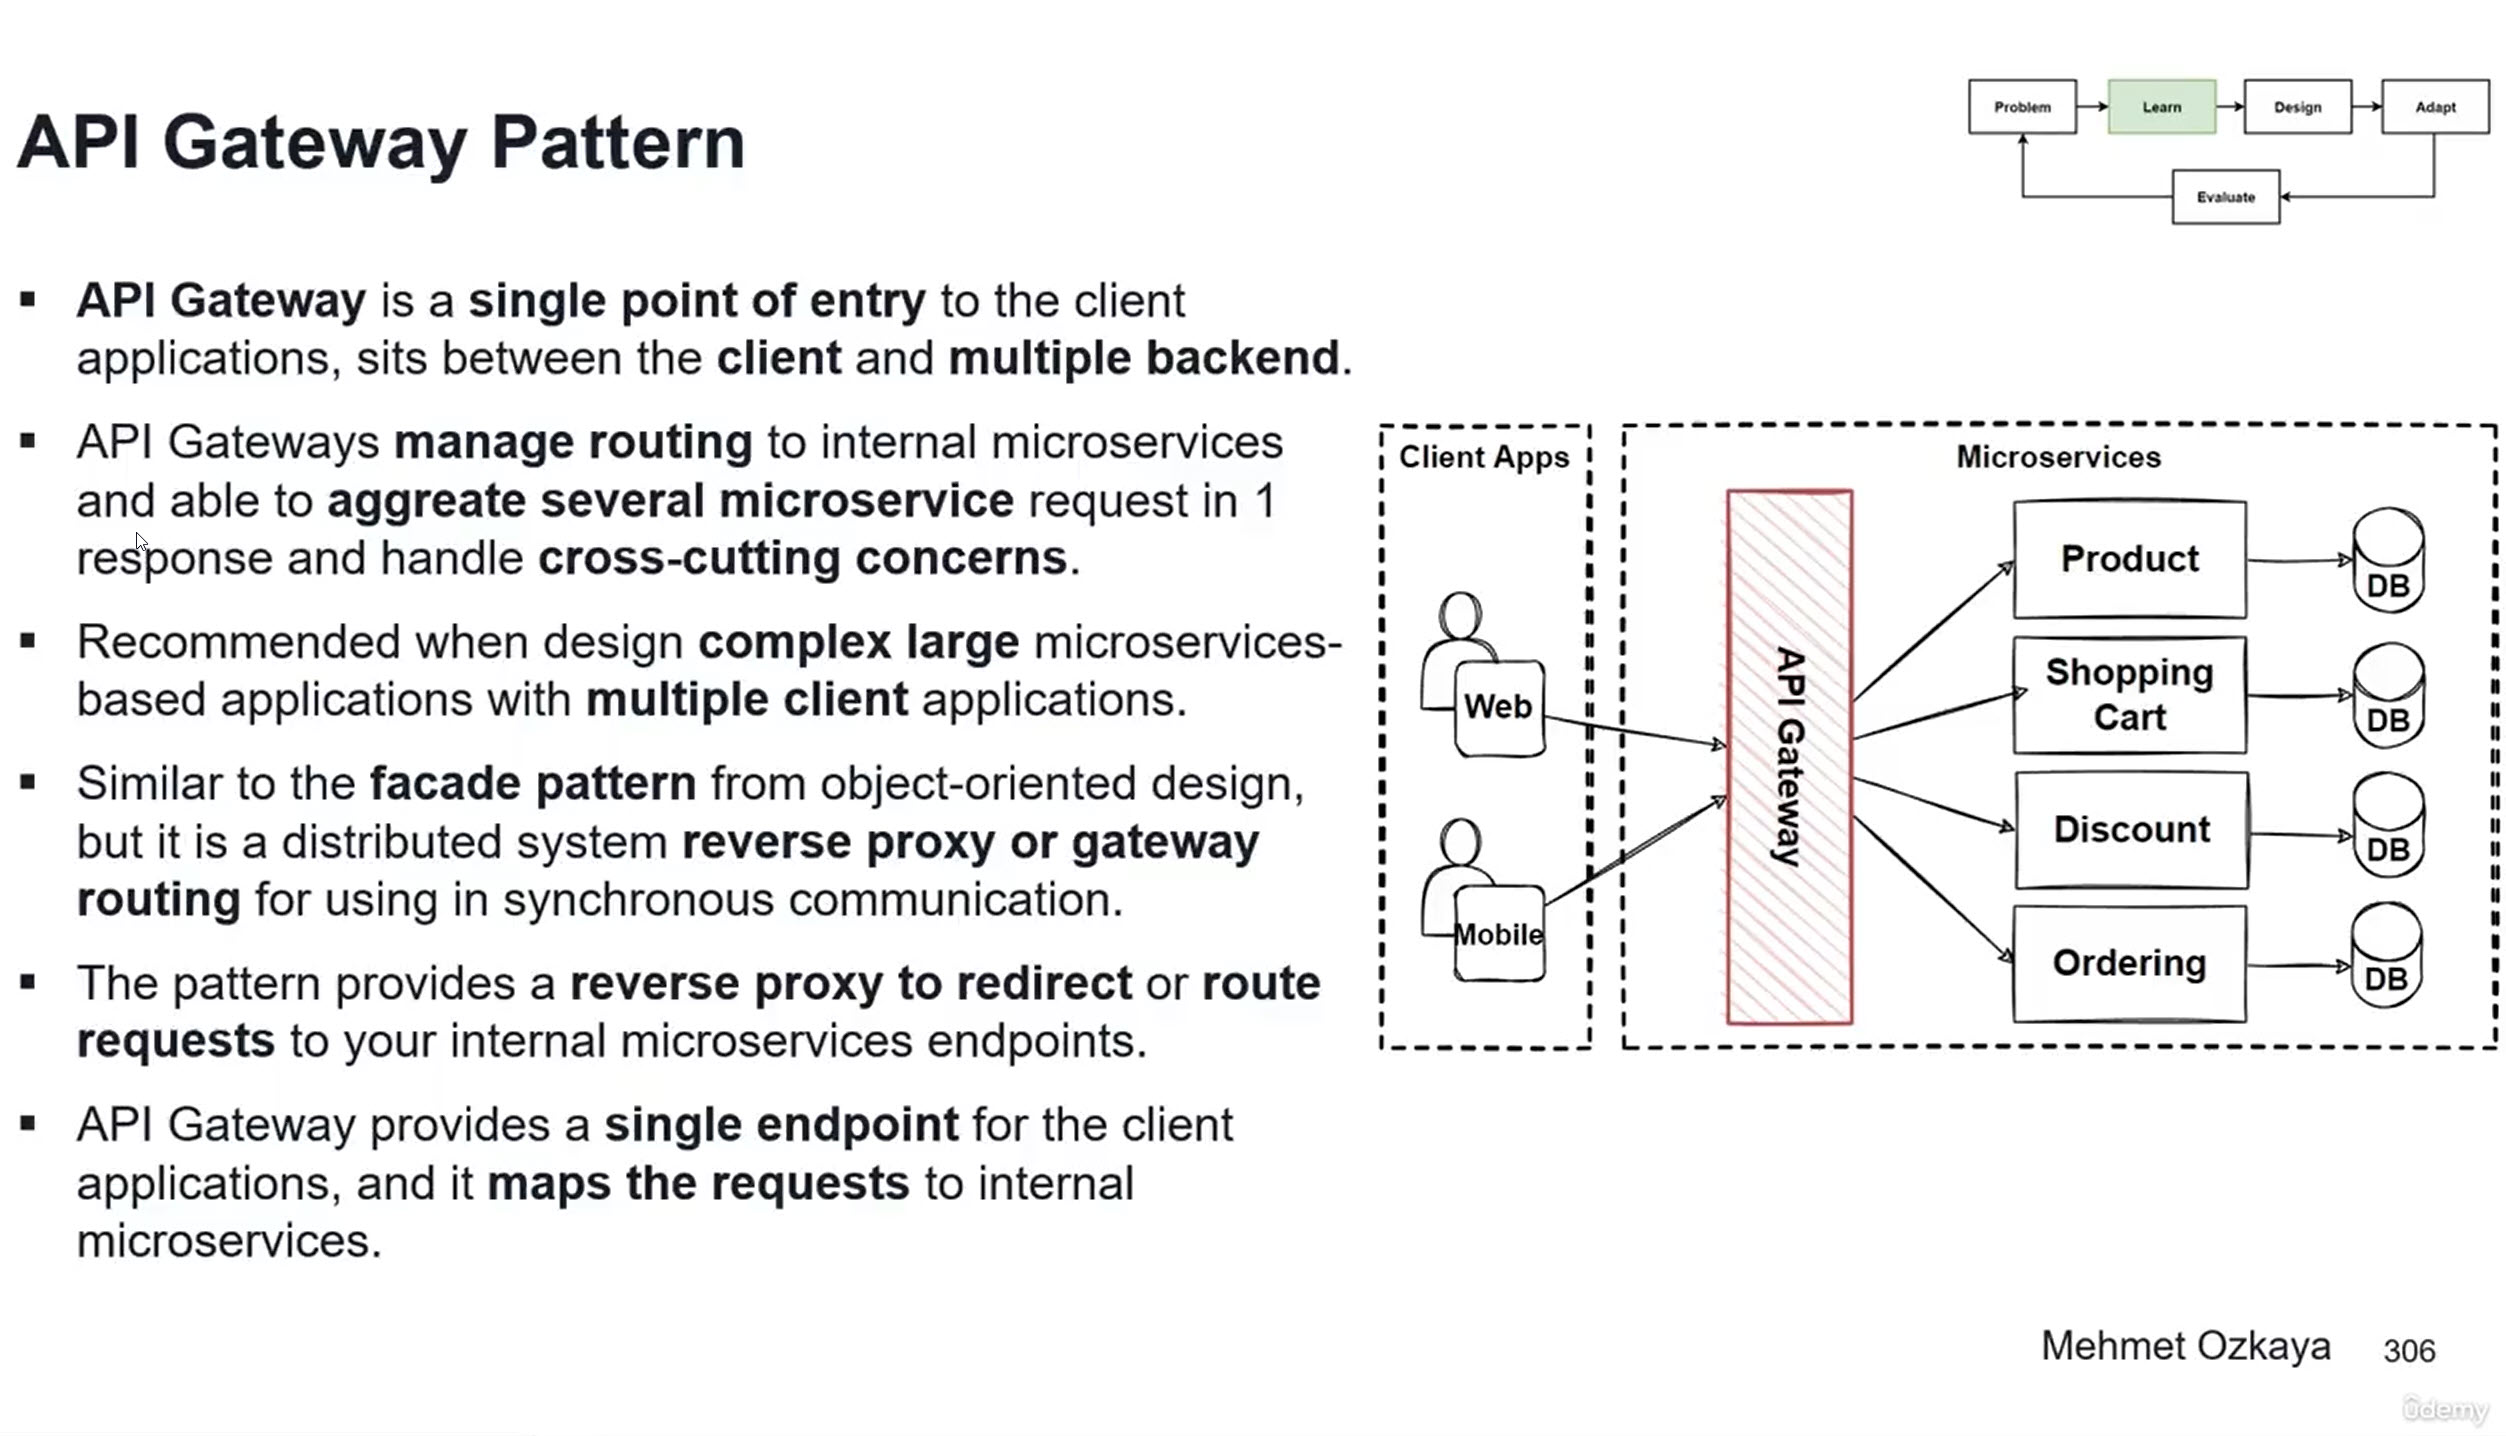 API Gateway Pattern
Problem
Learn
Design
Adapt
Evaluate
▪ API Gateway is a single point of entry to the client
applications, sits between the client and multiple backend.
▪ API Gateways manage routing to internal microservices
and able to aggreate several microservice request in 1
response and handle cross-cutting concerns.
▪ Recommended when design complex large microservices-
based applications with multiple client applications.
▪ Similar to the facade pattern from object-oriented design,
but it is a distributed system reverse proxy or gateway
routing for using in synchronous communication.
▪ The pattern provides a reverse proxy to redirect or route
requests to your internal microservices endpoints.
▪ API Gateway provides a single endpoint for the client
applications, and it maps the requests to internal
microservices.
Client Apps
Web
Mobile
Microservices
API Gateway
Product
DB
Shopping
Cart
DB
Discount
DB
Ordering
DB
Mehmet Ozkaya
306
ûdemy